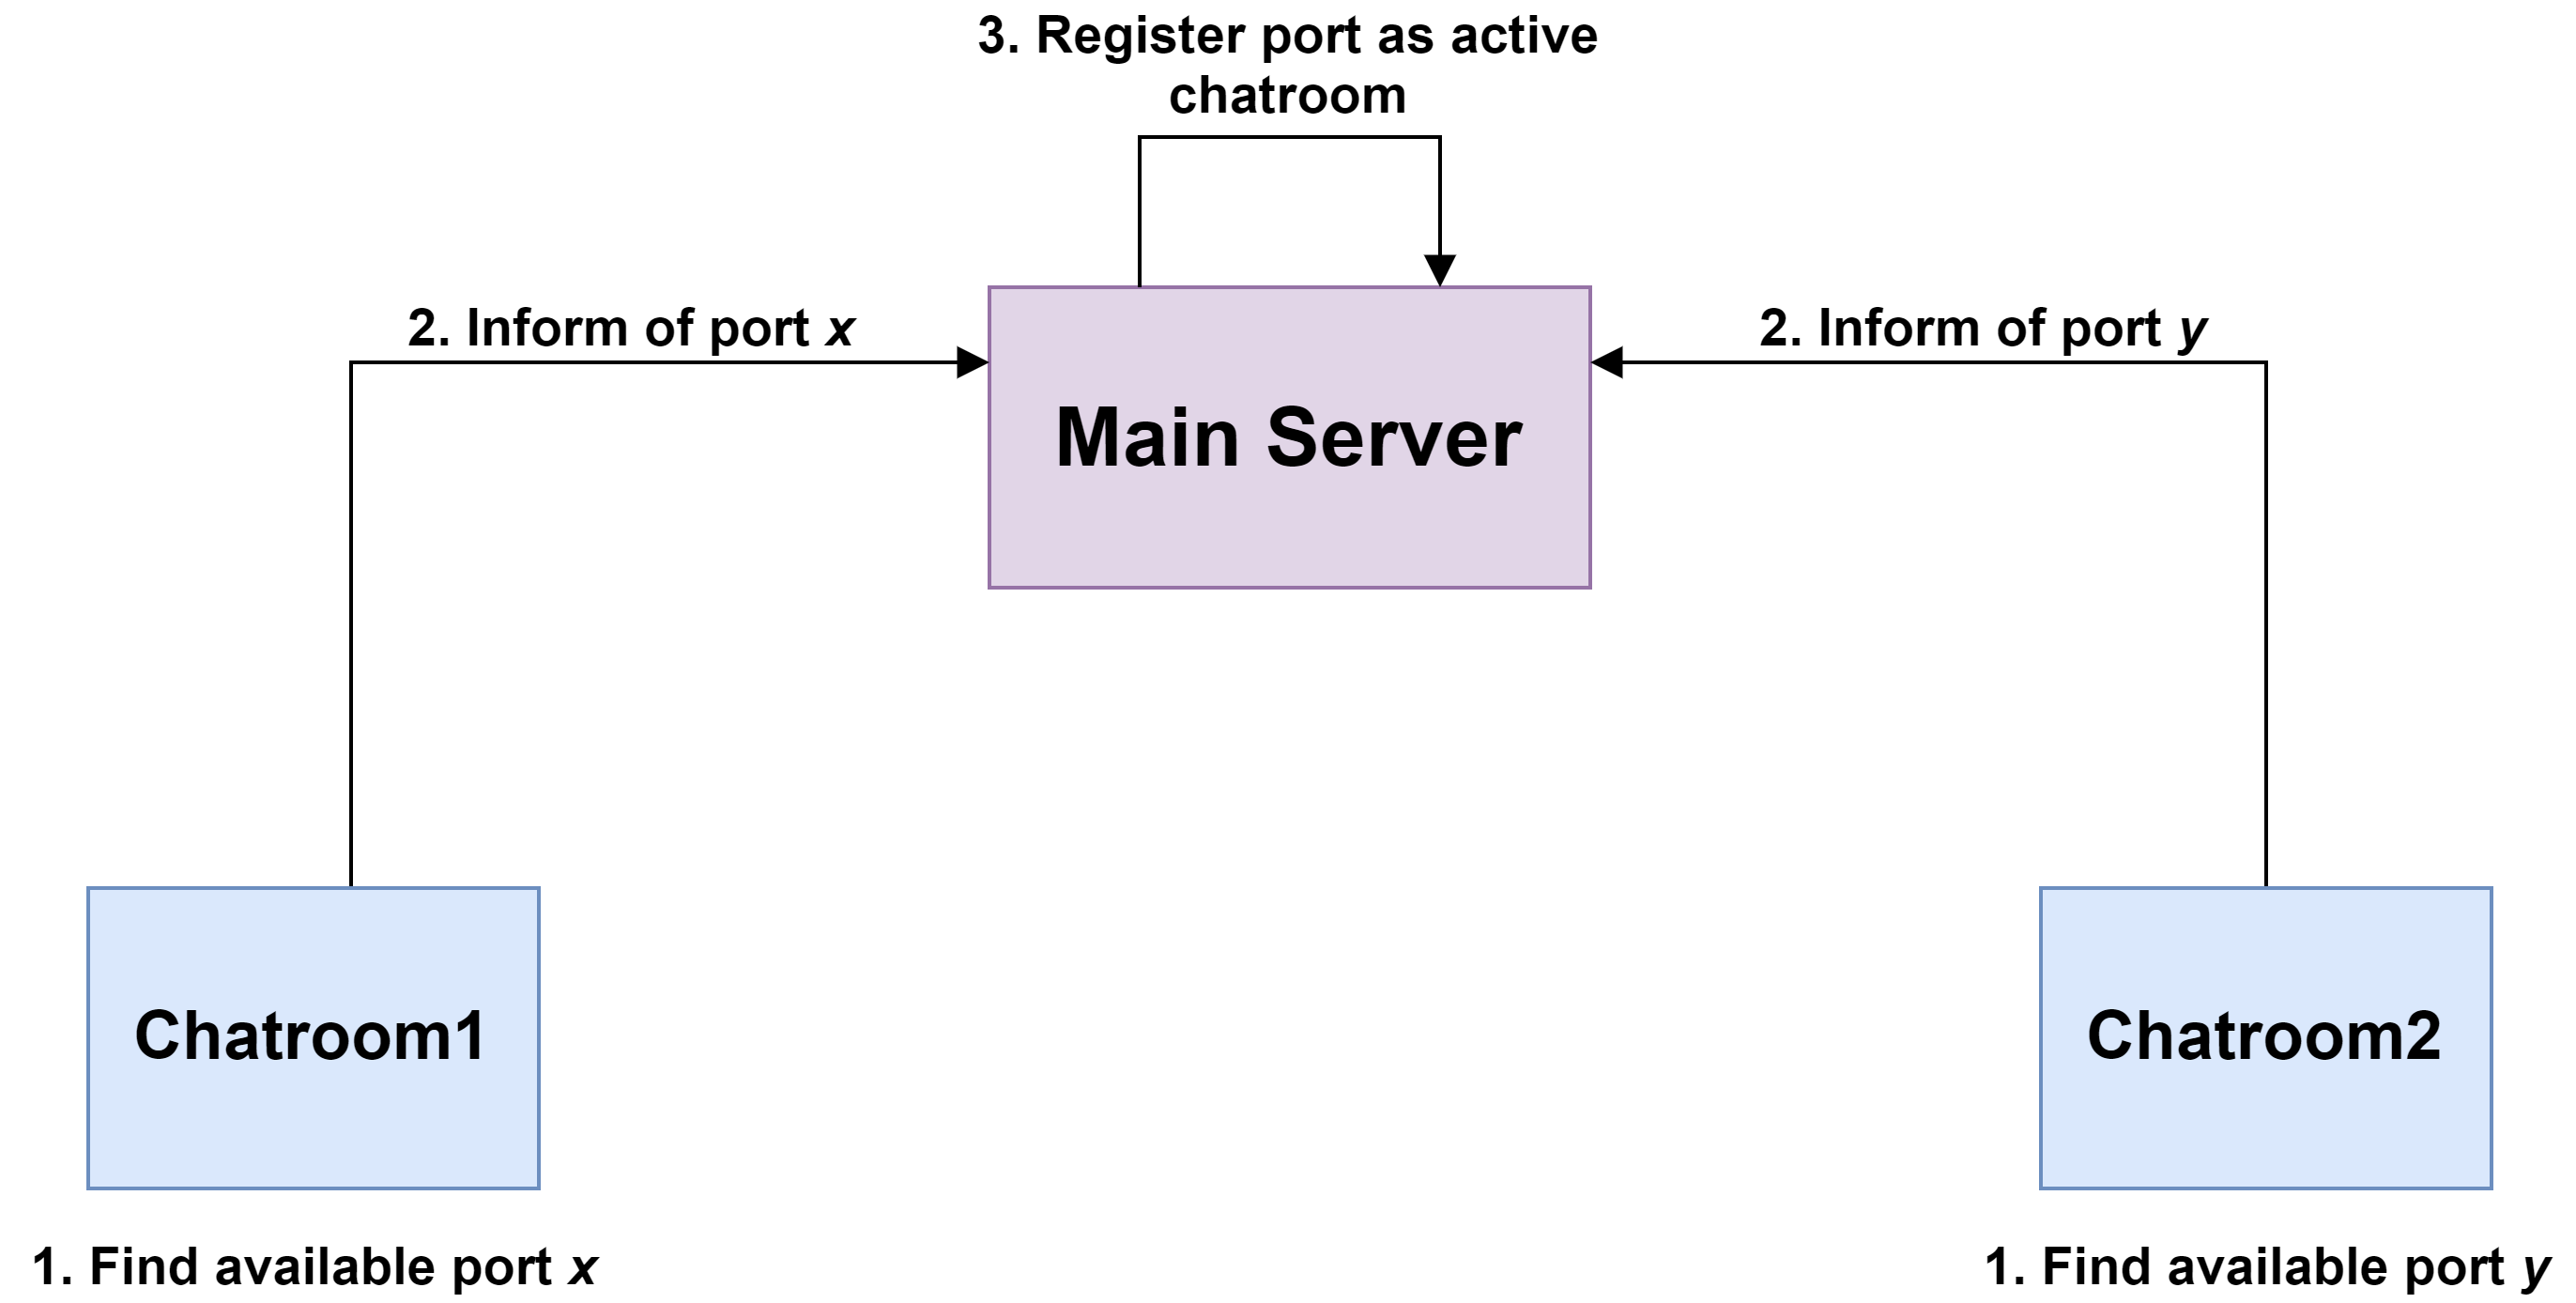 3. Register port as active
chatroom
2. Inform of port x
2. Inform of port y
Main Server
Chatroom1
Chatroom2
1. Find available port x
1. Find available port y